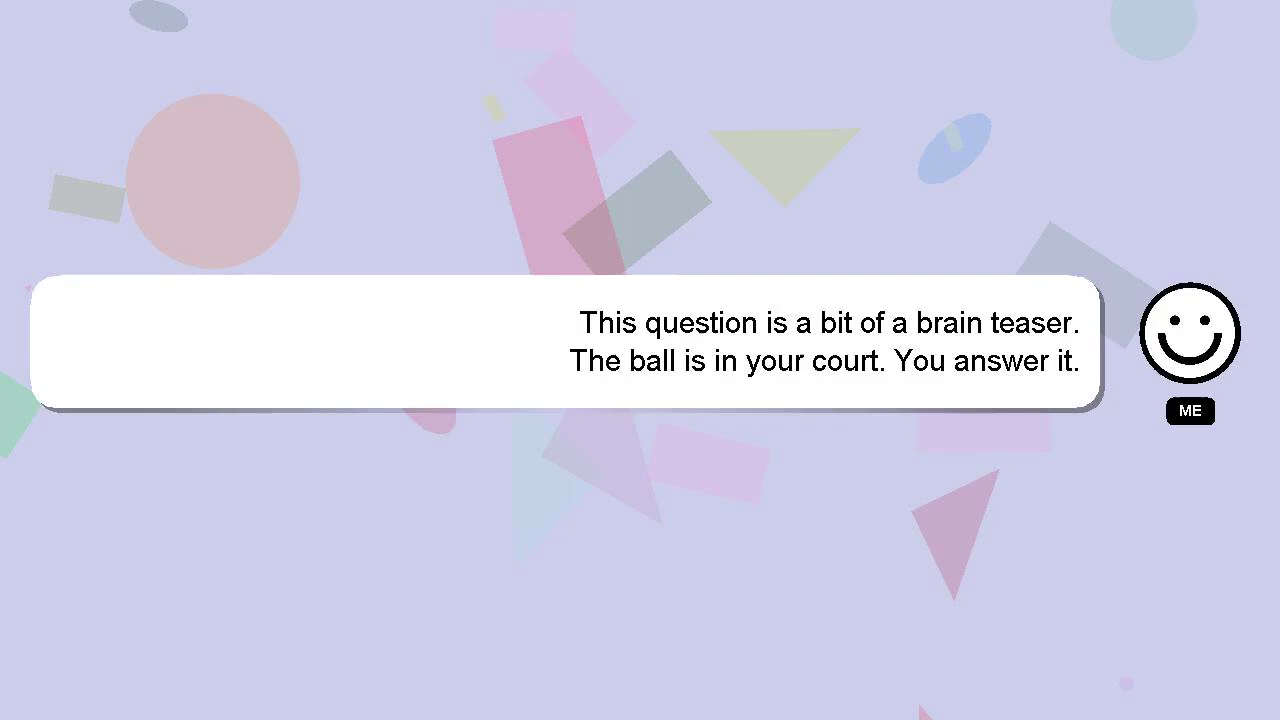 This question is a bit of a brain teaser.
The ball is in your court. You answer it.
ME